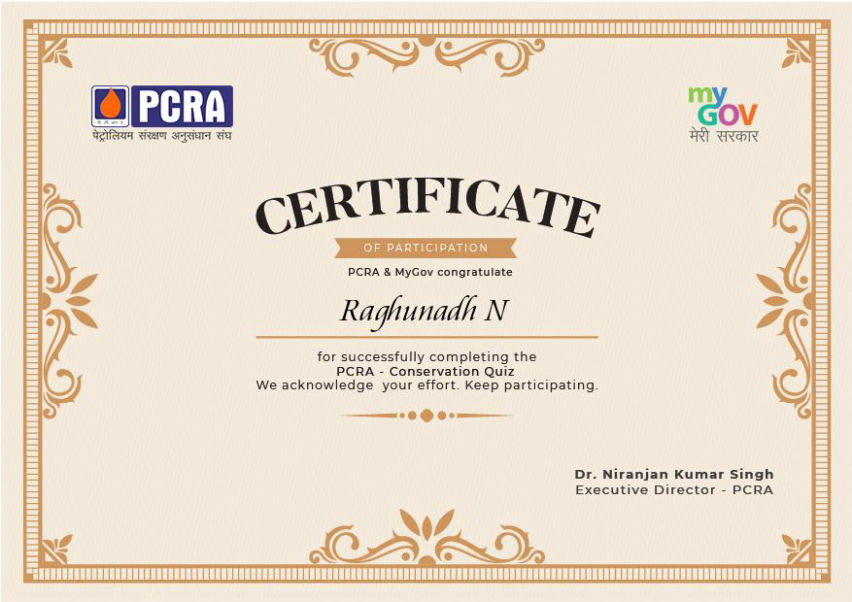 PCRA
पेट्रोलियम संरक्षण अनुसंधान संघ
my
GOV
मेरी सरकार
CERTIFICATE
OF PARTICIPATION
PCRA & MyGov congratulate
Raghunadh N
for successfully completing the
PCRA - Conservation Quiz
We acknowledge your effort. Keep participating.
Dr. Niranjan Kumar Singh
Executive Director - PCRA